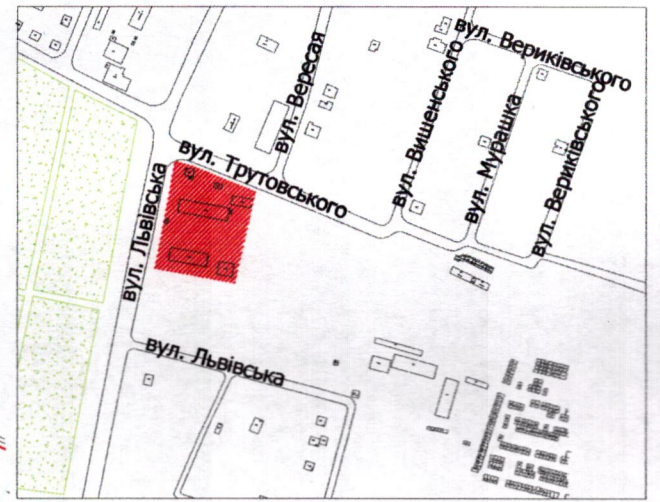 вул. Вериківського
вул. Вересая
вул. Вишенського
вул. Мурашка
вул. Вериківського
вул. Трутовського
вул. Львівська
вул. Львівська